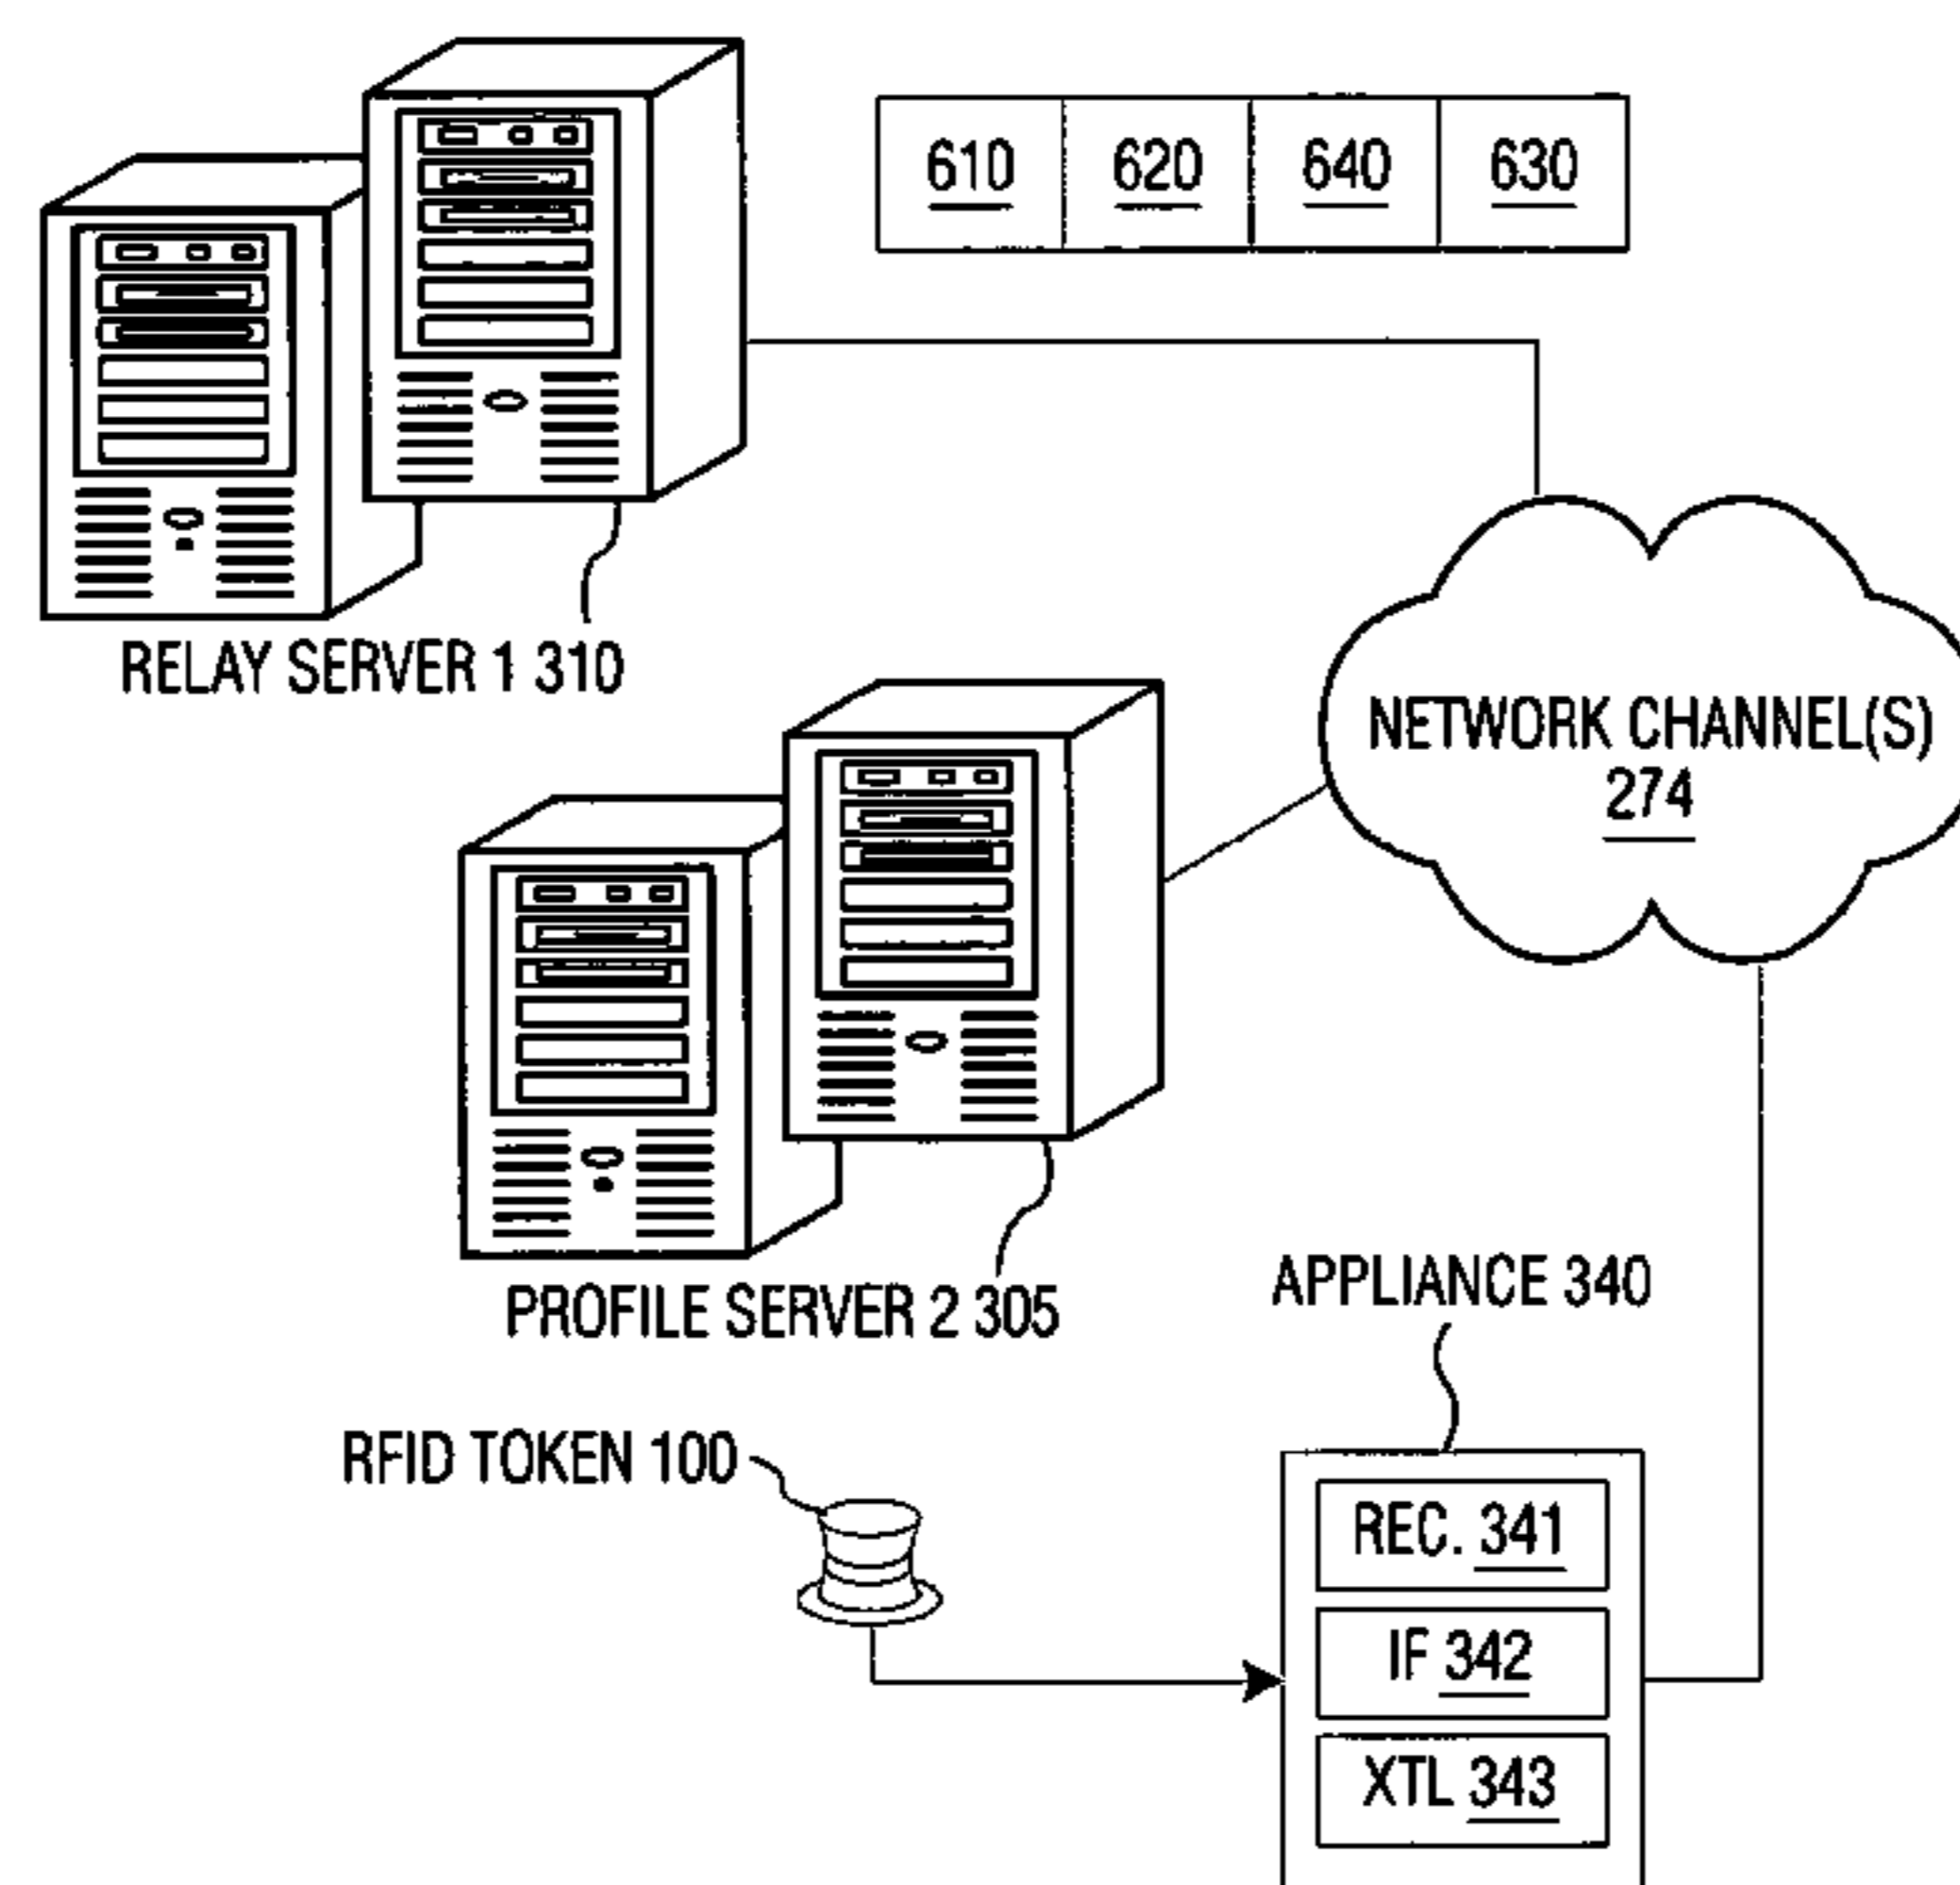 610 620 640 630
RELAY SERVER 1 310
NETWORK CHANNEL(S)
274
PROFILE SERVER 2 305
APPLIANCE 340
RFID TOKEN 100
REC. 341
IF 342
XTL 343